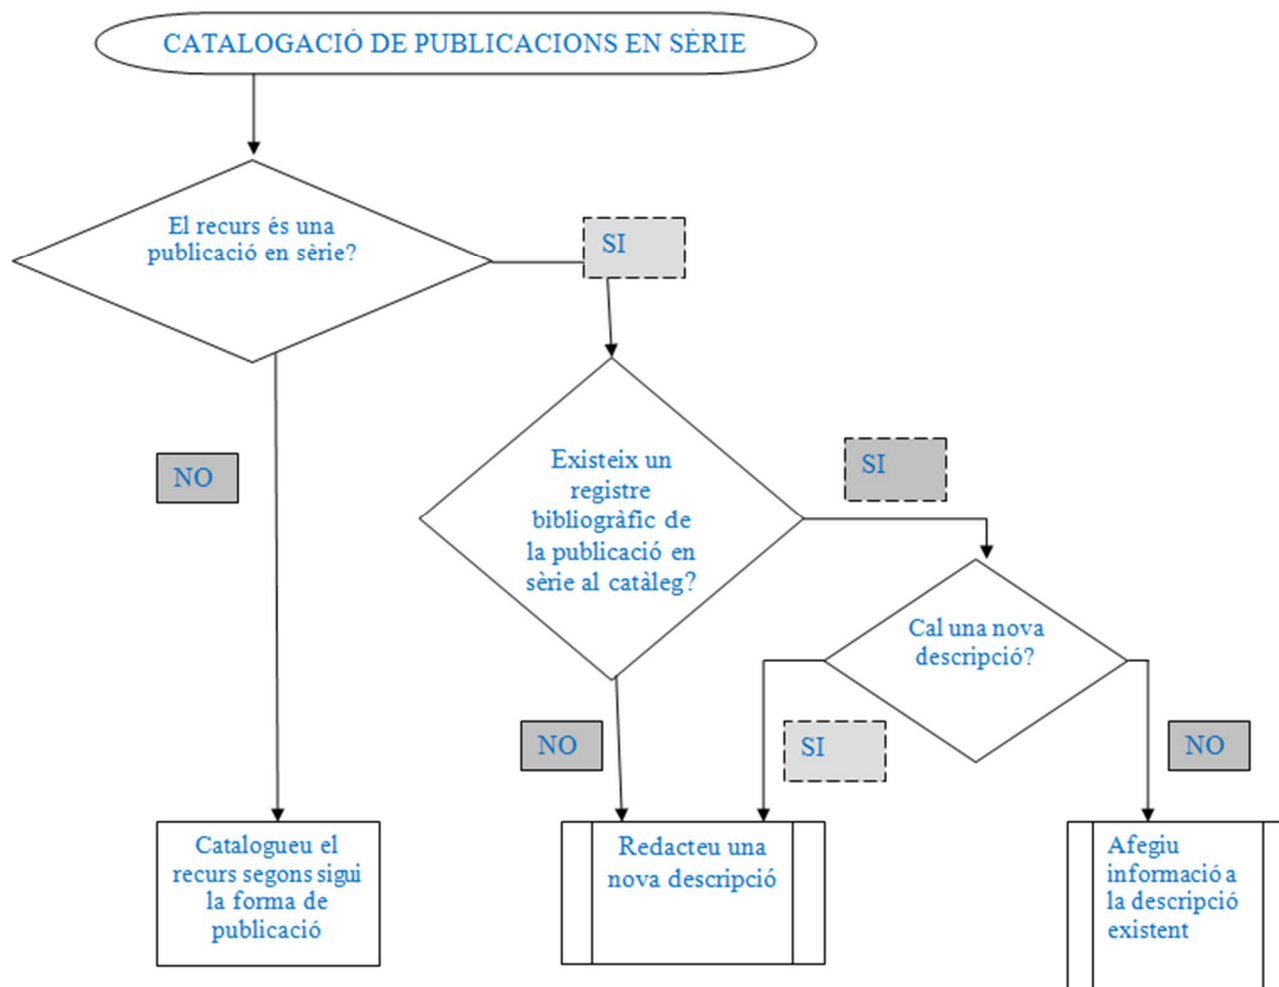 CATALOGACIÓ DE PUBLICACIONS EN SÈRIE
El recurs és una
publicació en sèrie?
SI
NO
Existeix un
registre
bibliogràfic de
la publicació en
sèrie al catàleg?
SI
Cal una nova
descripció?
NO
SI
NO
Catalogueu el
recurs segons sigui
la forma de
publicació
Redacteu una
nova descripció
Afegiu
informació a
la descripció
existent